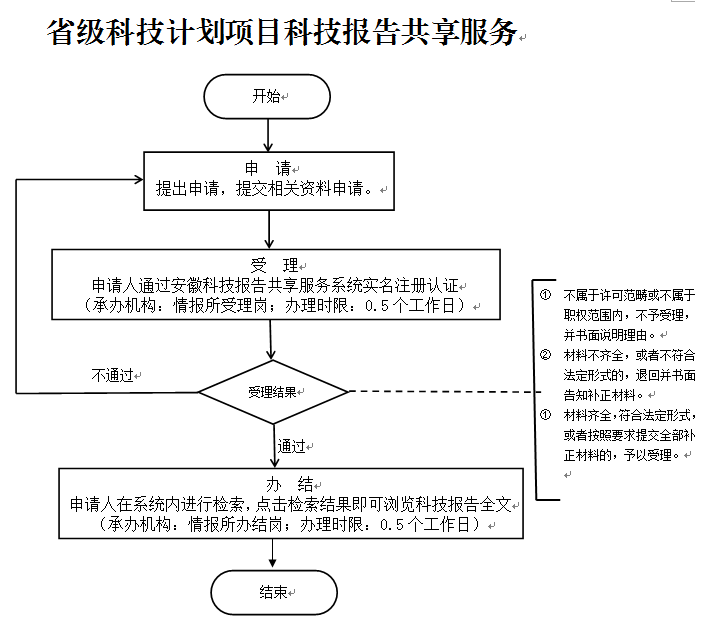 省级科技计划项目科技报告共享服务
开始
申　请
提出申请，提交相关资料申请。
受　理
申请人通过安徽科技报告共享服务系统实名注册认证
（承办机构：情报所受理岗；办理时限：0.5个工作日）
不通过
受理结果
通过
办　结
申请人在系统内进行检索，点击检索结果即可浏览科技报告全文
（承办机构：情报所办结岗；办理时限：0.5个工作日）
结束
① 不属于许可范畴或不属于
职权范围内，不予受理，
并书面说明理由。
② 材料不齐全，或者不符合
法定形式的，退回并书面
告知补正材料。
① 材料齐全，符合法定形式，
或者按照要求提交全部补
正材料的，予以受理。